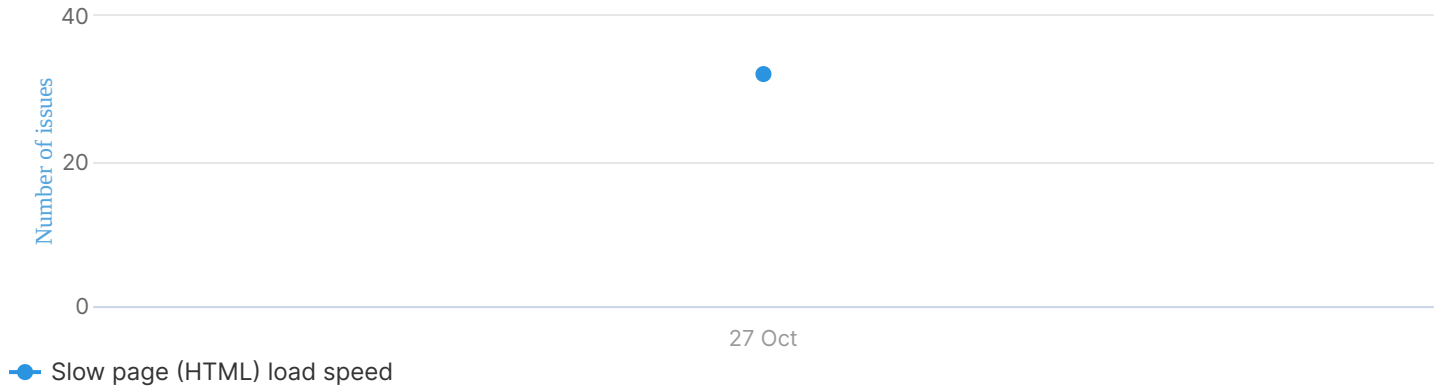 40
Number of issues
20
0
27 Oct
Slow page (HTML) load speed